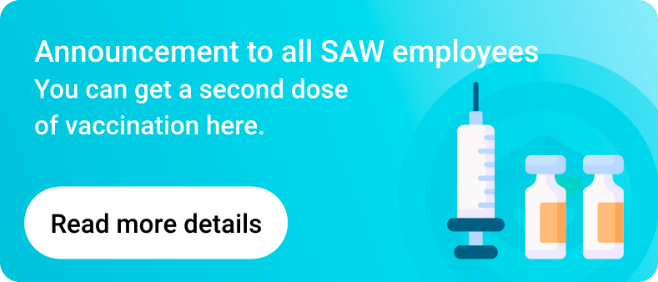 Announcement to all SAW employees
You can get a second dose
of vaccination here.
Read more details